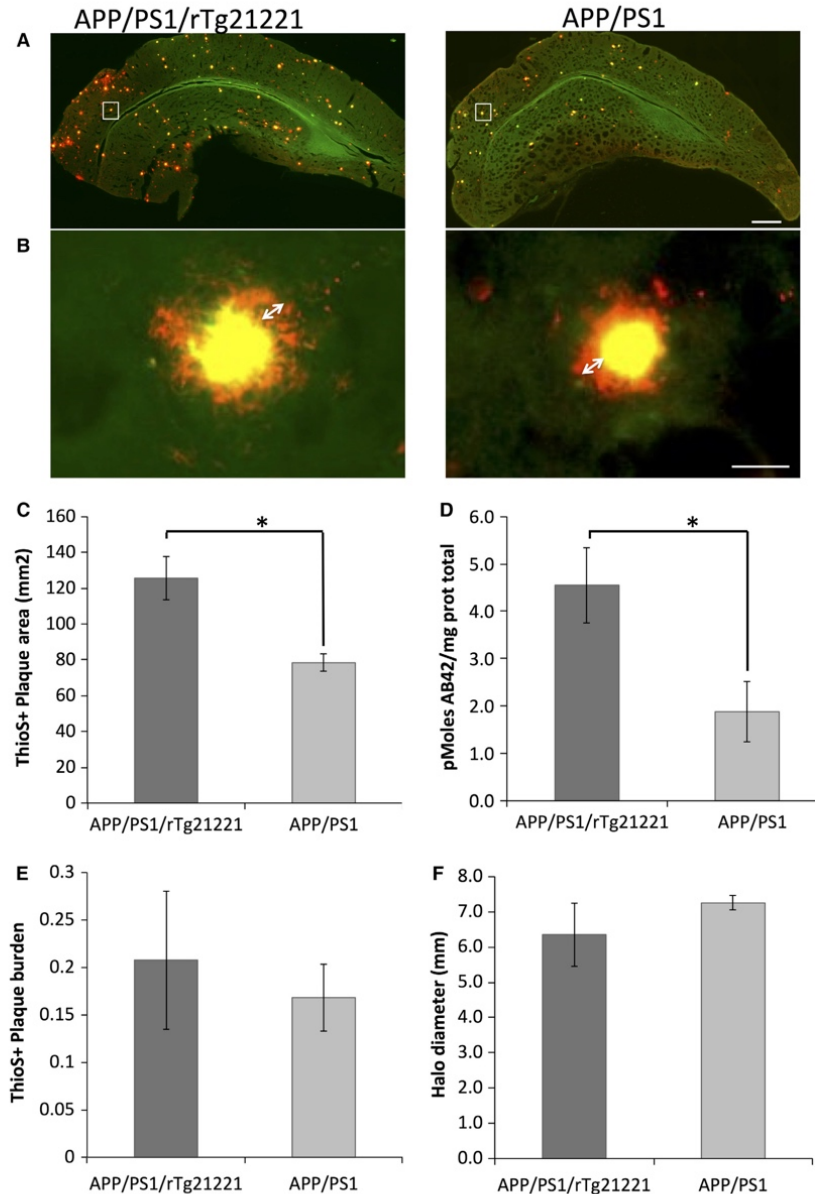 APP/PS1/rTg21221 APP/PS1
A
B
C
160
140
120
100
80
60
40
20
0
ThioS+ Plaque area (mm2)
*
APP/PS1/rTg21221 APP/PS1
D
6.0
5.0
4.0
3.0
2.0
1.0
0.0
pMoles AB42/mg prot total
*
APP/PS1/rTg21221 APP/PS1
E
0.3
0.25
0.2
0.15
0.1
0.05
0
ThioS+ Plaque burden
APP/PS1/rTg21221 APP/PS1
F
8.0
7.0
6.0
5.0
4.0
3.0
2.0
1.0
0.0
Halo diameter (mm)
APP/PS1/rTg21221 APP/PS1